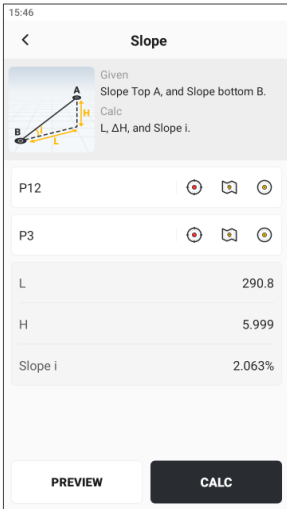 15:46
Slope
Given
Slope Top A, and Slope bottom B.
Calc
L, ΔH, and Slope i.
A
H
B
L
P12
P3
L 290.8
H 5.999
Slope i 2.063%
PREVIEW CALC